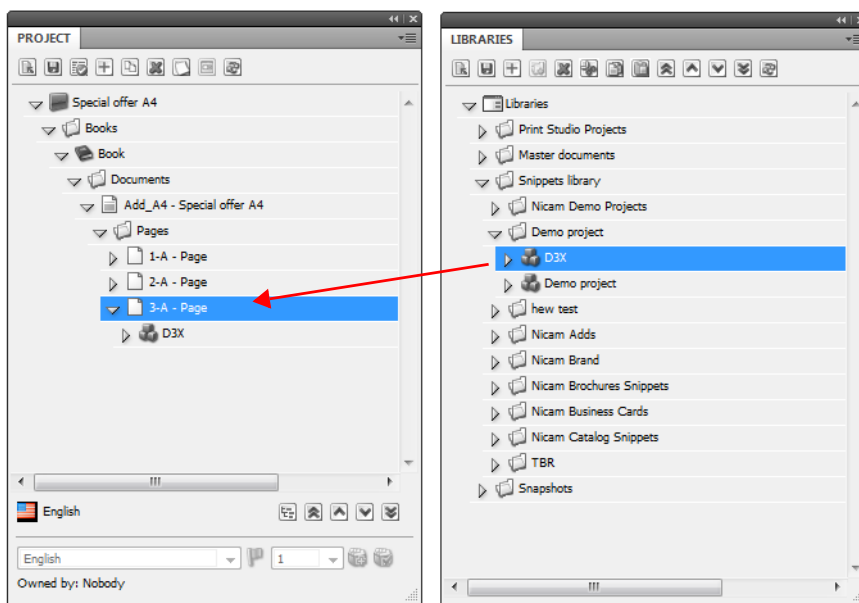 PROJECT
Special offer A4
Books
Book
Documents
Add_A4 - Special offer A4
Pages
1-A - Page
2-A - Page
3-A - Page
D3X
English
English
1
Owned by: Nobody
LIBRARIES
Libraries
Print Studio Projects
Master documents
Snippets library
Nicam Demo Projects
Demo project
D3X
Demo project
hew test
Nicam Adds
Nicam Brand
Nicam Brochures Snippets
Nicam Business Cards
Nicam Catalog Snippets
TBR
Snapshots